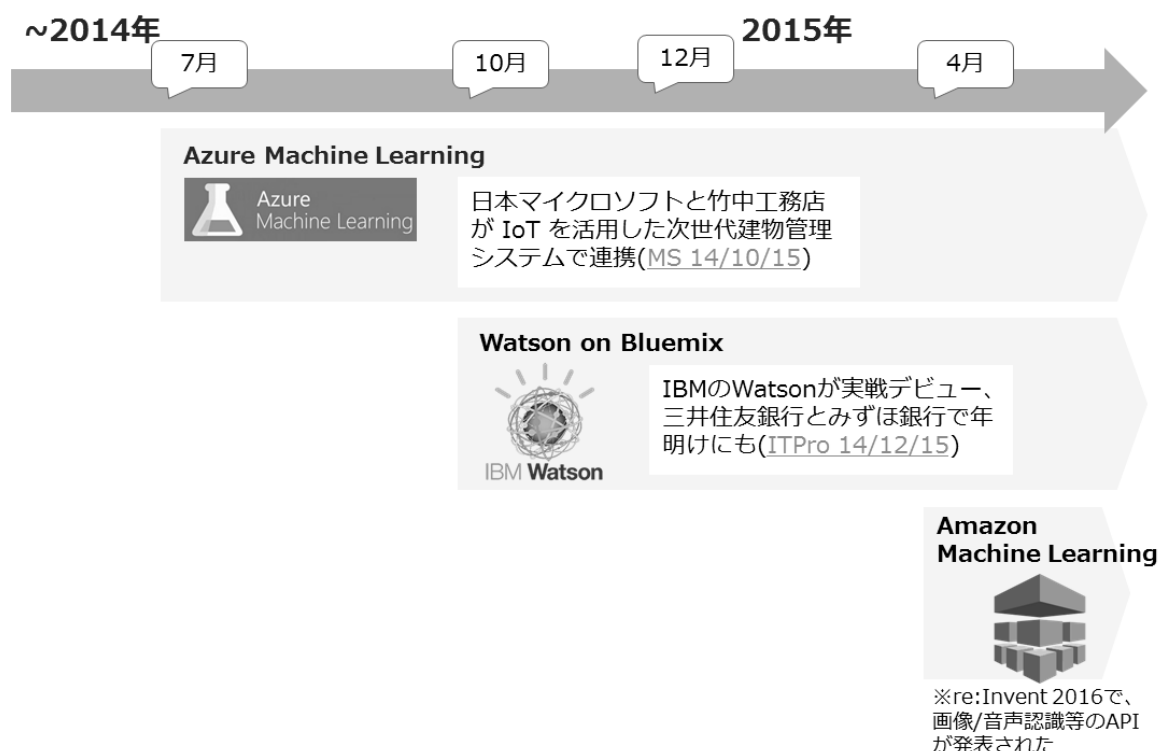 ~2014年
2015年
7月
10月
12月
4月
Azure Machine Learning
Azure
Machine Learning
日本マイクロソフトと竹中工務店
が IoT を活用した次世代建物管理
システムで連携(MS 14/10/15)
Watson on Bluemix
IBM Watson
IBMのWatsonが実戦デビュー、
三井住友銀行とみずほ銀行で年
明けにも(ITPro 14/12/15)
Amazon
Machine Learning
※re:Invent 2016で、
画像/音声認識等のAPI
が発表された